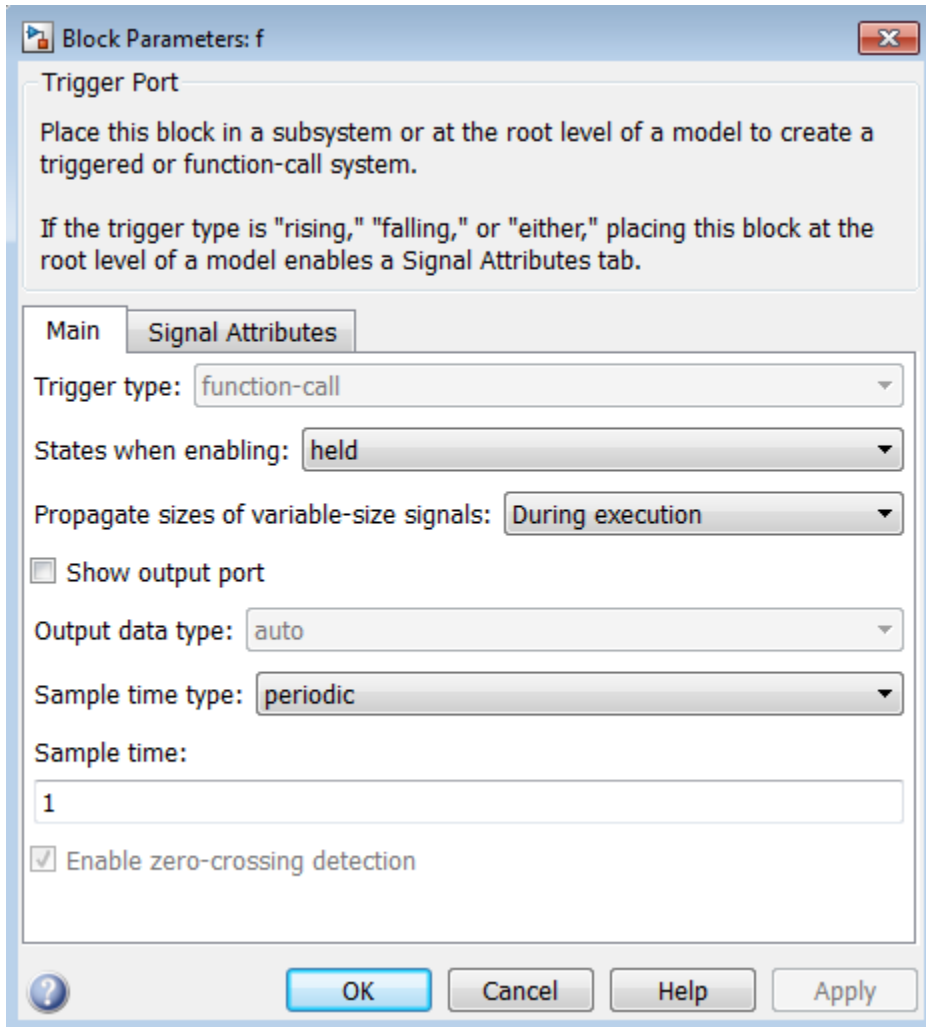 Block Parameters: f
Trigger Port
Place this block in a subsystem or at the root level of a model to create a
triggered or function-call system.
If the trigger type is "rising," "falling," or "either," placing this block at the
root level of a model enables a Signal Attributes tab.
Main Signal Attributes
Trigger type: function-call
States when enabling: held
Propagate sizes of variable-size signals: During execution
Show output port
Output data type: auto
Sample time type: periodic
Sample time:
1
Enable zero-crossing detection
? OK Cancel Help Apply